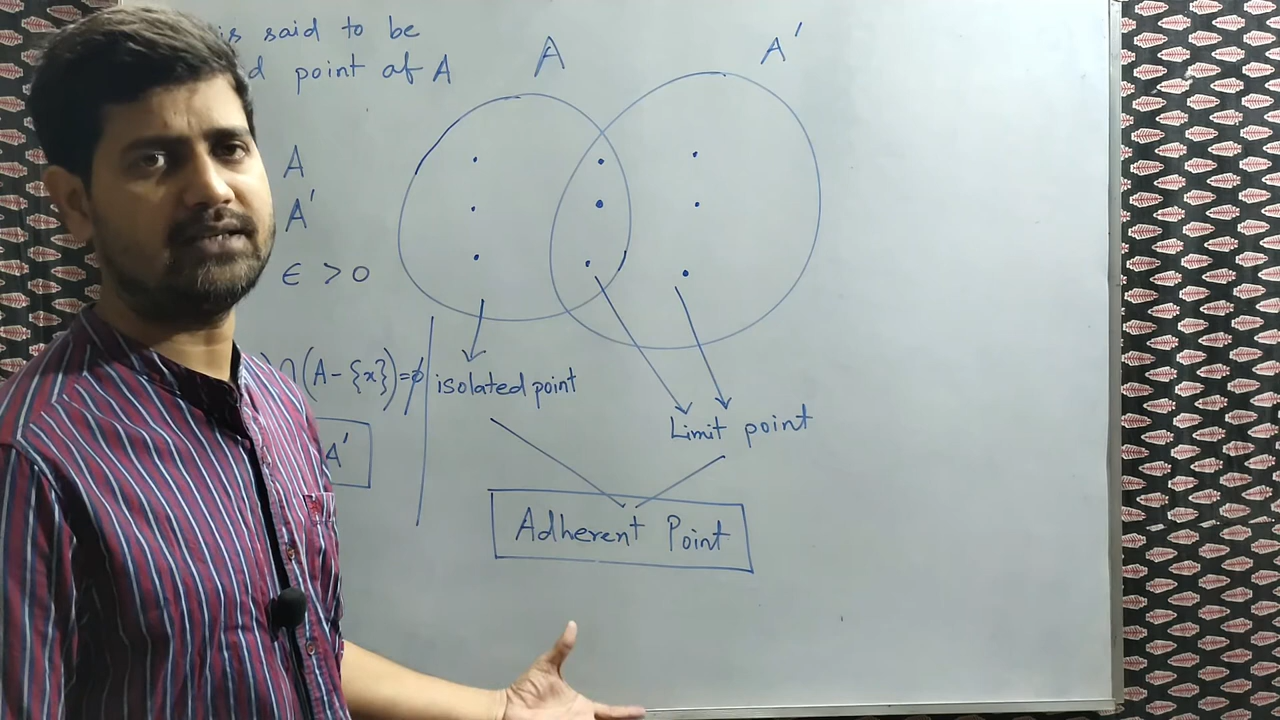 is said to be
d point of A
A
A'
ϵ > 0
) ∩ (A - {x}) = φ
A'
A
A'
isolated point
Limit point
Adherent Point